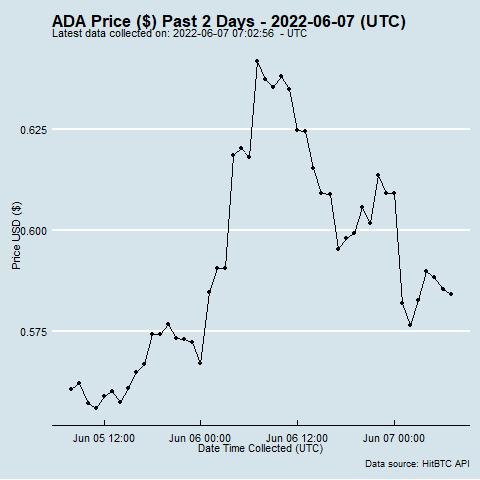 ADA Price ($) Past 2 Days - 2022-06-07 (UTC)
Latest data collected on: 2022-06-07 07:02:56 - UTC
0.625
0.600
0.575
Price USD ($)
Jun 05 12:00
Jun 06 00:00
Jun 06 12:00
Jun 07 00:00
Date Time Collected (UTC)
Data source: HitBTC API